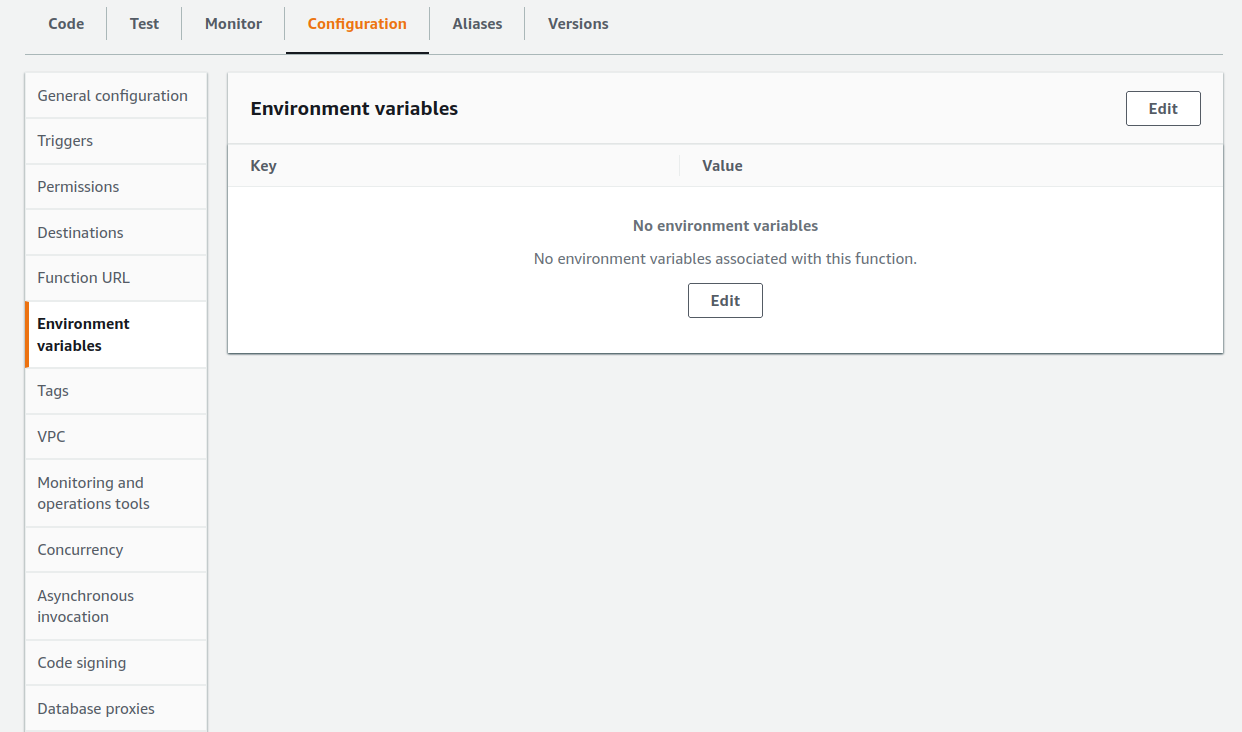 Code Test Monitor Configuration Aliases Versions
General configuration
Triggers
Permissions
Destinations
Function URL
Environment
variables
Tags
VPC
Monitoring and
operations tools
Concurrency
Asynchronous
invocation
Code signing
Database proxies
Environment variables Edit
Key Value
No environment variables
No environment variables associated with this function.
Edit